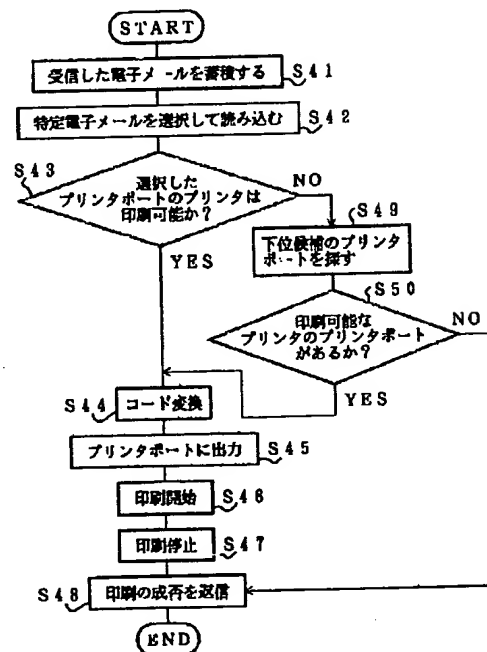 START
受信した電子メールを蓄積する
S41
特定電子メールを選択して読み込む
S42
S43
選択した
プリンタポートのプリンタは
印刷可能か?
NO
YES
S49
下位候補のプリンタ
ポートを探す
S50
印刷可能な
プリンタのプリンタポート
があるか?
NO
YES
S44
コード変換
プリンタポートに出力
S45
印刷開始
S46
印刷停止
S47
S48
印刷の成否を返信
END